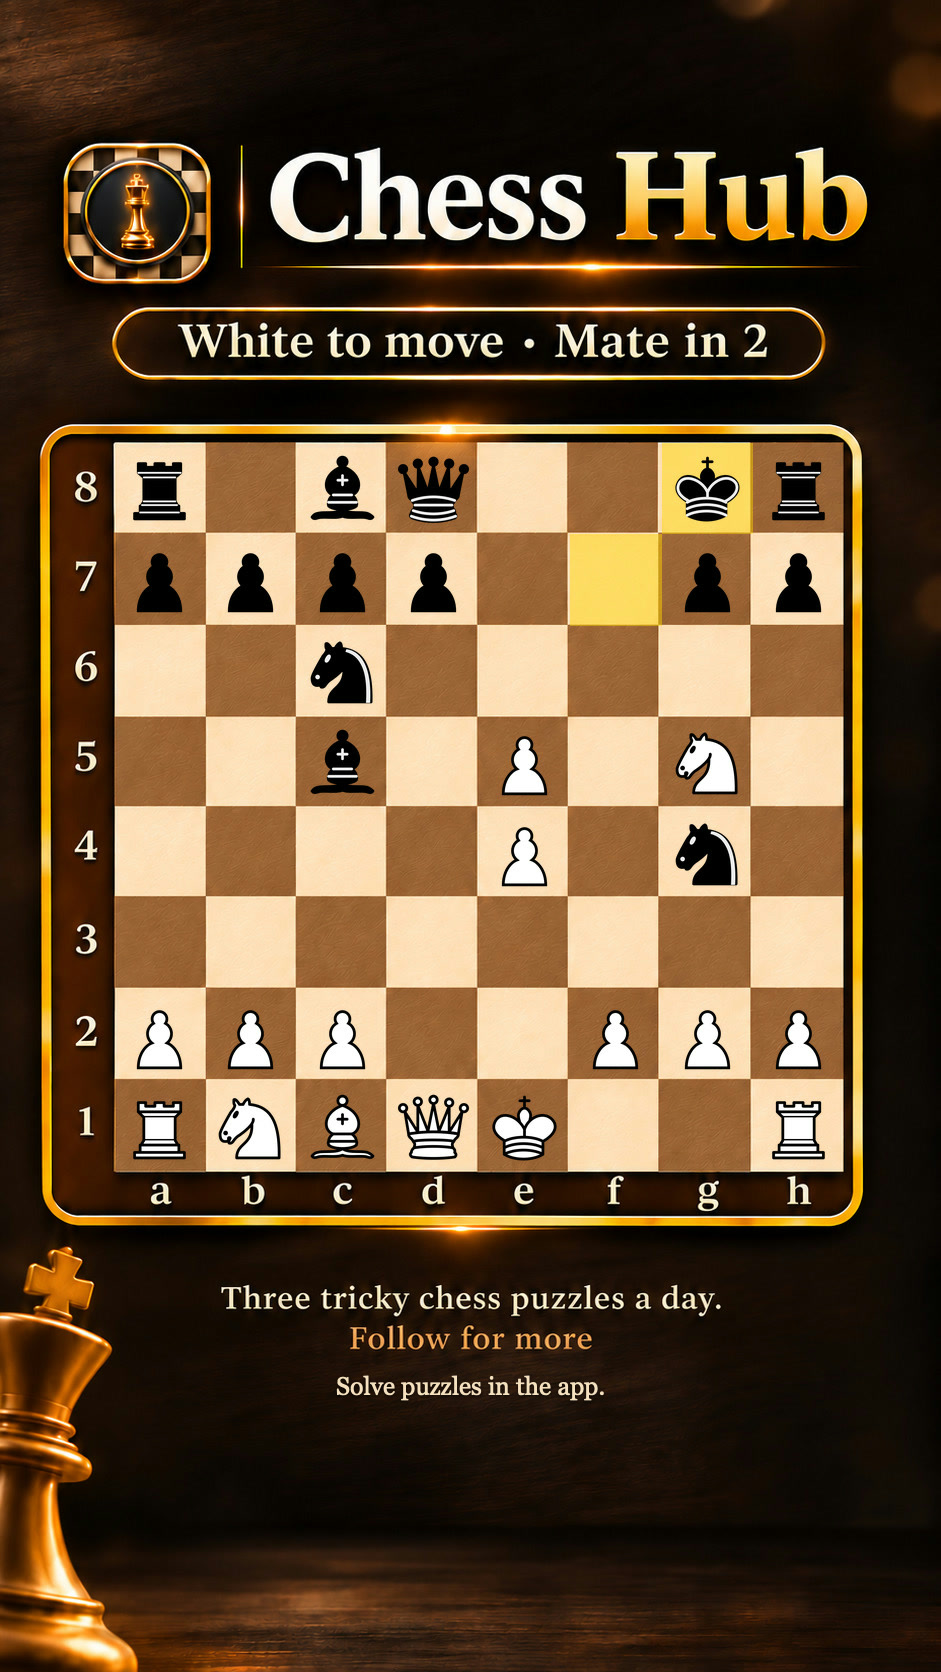 Chess Hub
White to move • Mate in 2
8
7
6
5
4
3
2
1
a b c d e f g h
Three tricky chess puzzles a day.
Follow for more
Solve puzzles in the app.